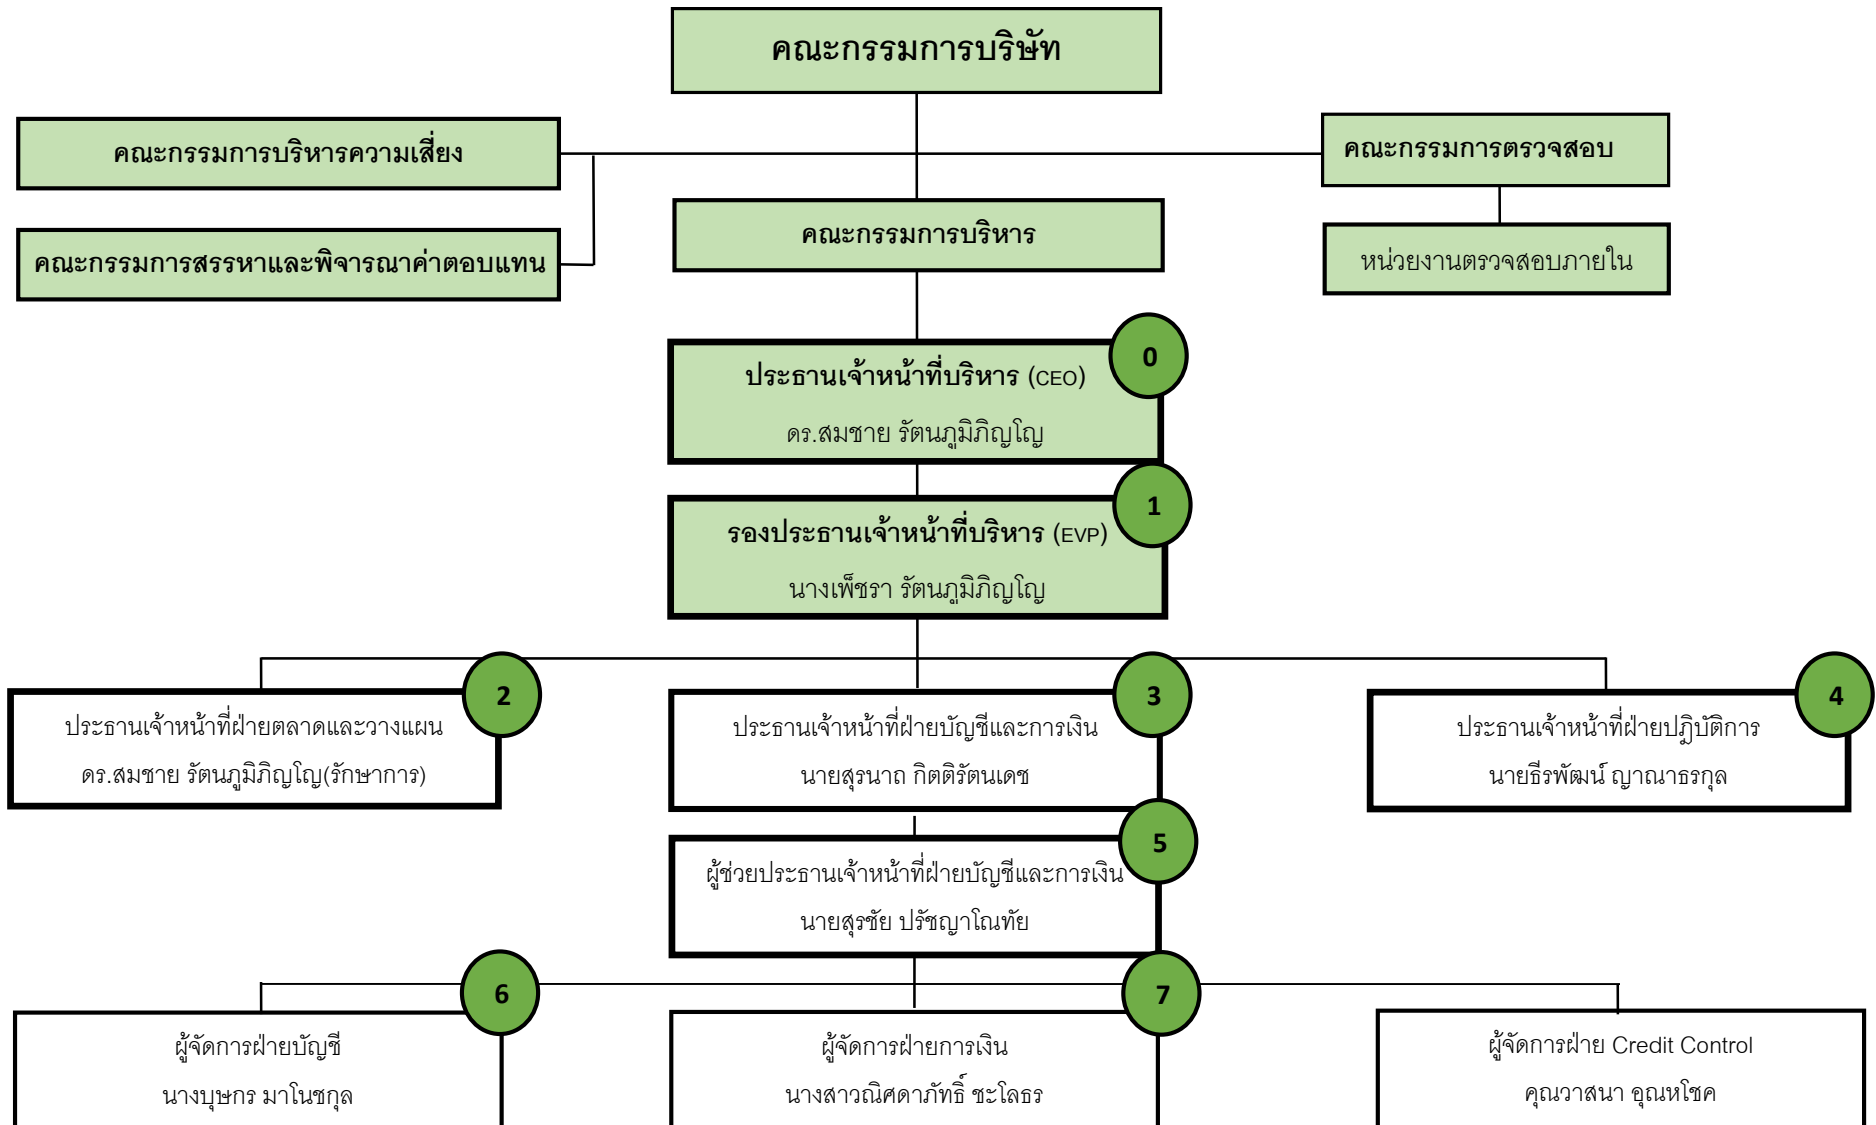 คณะกรรมการบริษัท
คณะกรรมการบริหารความเสี่ยง
คณะกรรมการตรวจสอบ
คณะกรรมการบริหาร
คณะกรรมการสรรหาและพิจารณาค่าตอบแทน
หน่วยงานตรวจสอบภายใน
0
ประธานเจ้าหน้าที่บริหาร (CEO)
ดร.สมชาย รัตนภูมิภิญโญ
1
รองประธานเจ้าหน้าที่บริหาร (EVP)
นางเพ็ชรา รัตนภูมิภิญโญ
2
ประธานเจ้าหน้าที่ฝ่ายตลาดและวางแผน
ดร.สมชาย รัตนภูมิภิญโญ(รักษาการ)
3
ประธานเจ้าหน้าที่ฝ่ายบัญชีและการเงิน
นายสุรนาถ กิตติรัตนเดช
4
ประธานเจ้าหน้าที่ฝ่ายปฏิบัติการ
นายธีรพัฒน์ ญาณาธรกุล
5
ผู้ช่วยประธานเจ้าหน้าที่ฝ่ายบัญชีและการเงิน
นายสุรชัย ปรัชญาโณทัย
6
ผู้จัดการฝ่ายบัญชี
นางบุษกร มาโนชกุล
7
ผู้จัดการฝ่ายการเงิน
นางสาวณิศดาภัทธิ์ ชะโลธร
ผู้จัดการฝ่าย Credit Control
คุณวาสนา อุณหโชค